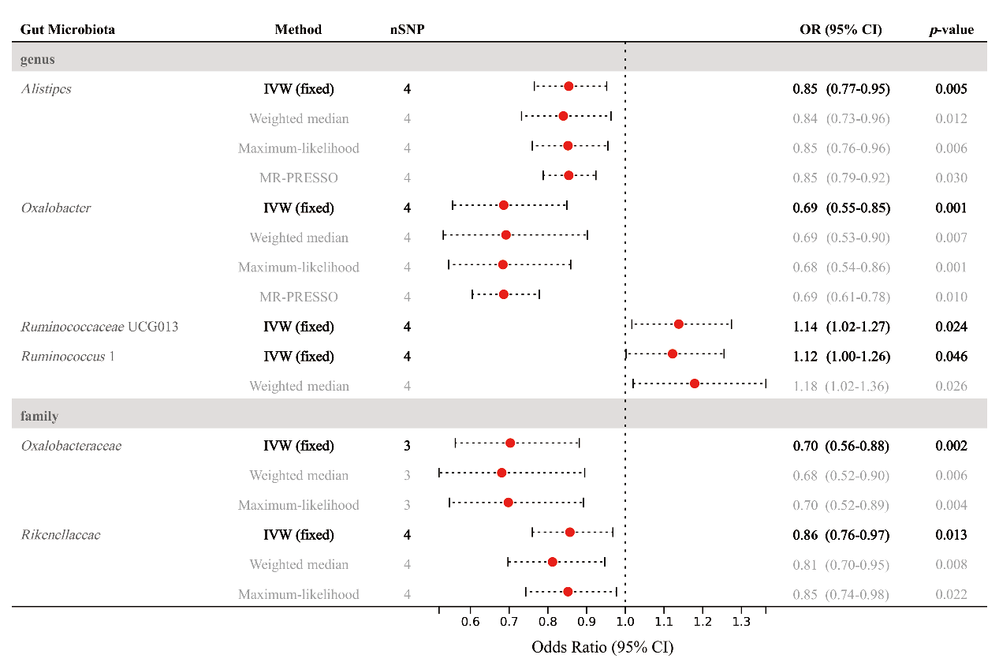 Gut Microbiota Method nSNP OR (95% CI) p-value
genus
Alistipes IVW (fixed) 4 0.85 (0.77-0.95) 0.005
Weighted median 4 0.84 (0.73-0.96) 0.012
Maximum-likelihood 4 0.85 (0.76-0.96) 0.006
MR-PRESSO 4 0.85 (0.79-0.92) 0.030
Oxalobacter IVW (fixed) 4 0.69 (0.55-0.85) 0.001
Weighted median 4 0.69 (0.53-0.90) 0.007
Maximum-likelihood 4 0.68 (0.54-0.86) 0.001
MR-PRESSO 4 0.69 (0.61-0.78) 0.010
Ruminococcaceae UCG013 IVW (fixed) 4 1.14 (1.02-1.27) 0.024
Ruminococcus 1 IVW (fixed) 4 1.12 (1.00-1.26) 0.046
Weighted median 4 1.18 (1.02-1.36) 0.026
family
Oxalobacteraceae IVW (fixed) 3 0.70 (0.56-0.88) 0.002
Weighted median 3 0.68 (0.52-0.90) 0.006
Maximum-likelihood 3 0.70 (0.52-0.89) 0.004
Rikenellaceae IVW (fixed) 4 0.86 (0.76-0.97) 0.013
Weighted median 4 0.81 (0.70-0.95) 0.008
Maximum-likelihood 4 0.85 (0.74-0.98) 0.022
0.6 0.7 0.8 0.9 1.0 1.1 1.2 1.3
Odds Ratio (95% CI)